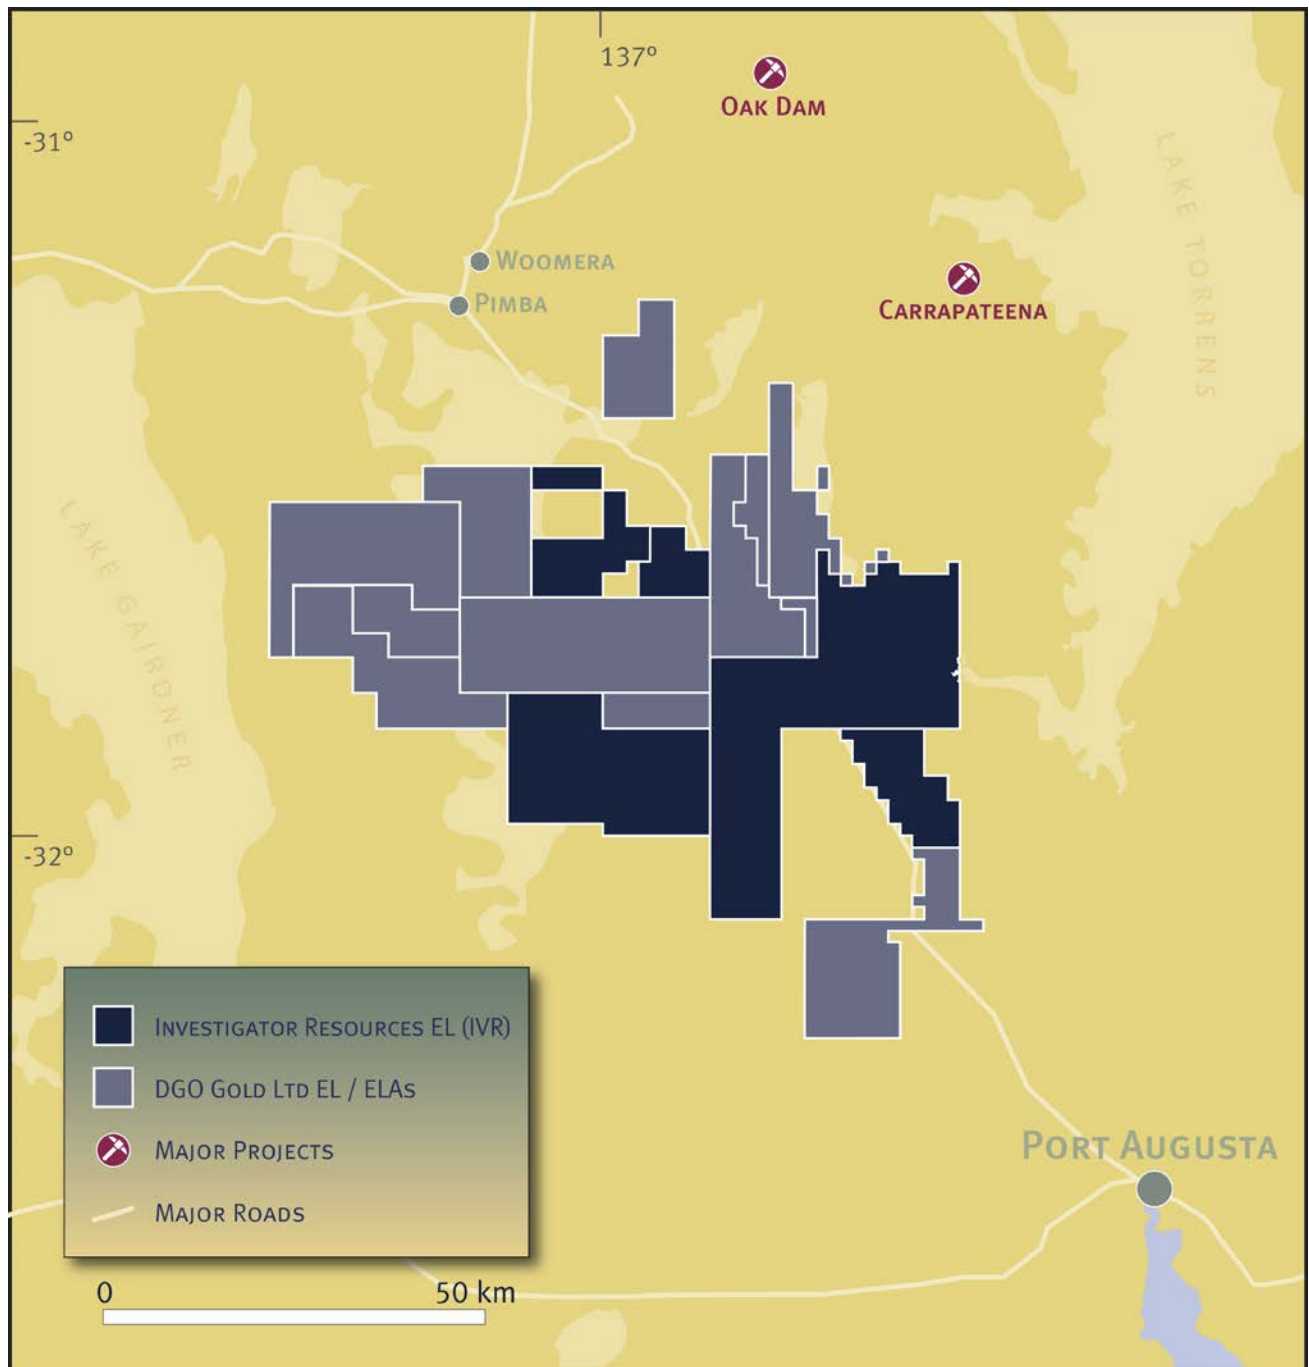 137°
OAK DAM
-31°
LAKE TORRENS
WOOMERA
PIMBA
CARRAPATEENA
LAKE GAIRDNER
-32°
INVESTIGATOR RESOURCES EL (IVR)
DGO GOLD LTD EL / ELAS
MAJOR PROJECTS
MAJOR ROADS
PORT AUGUSTA
0 50 km